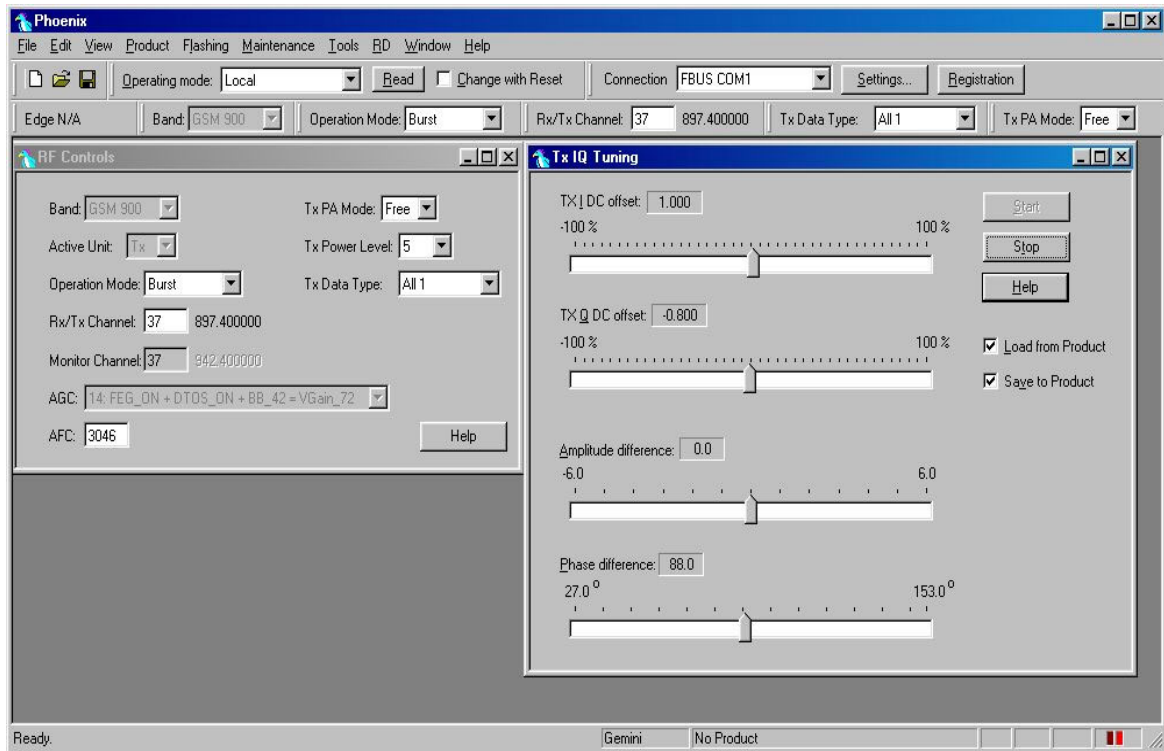 Phoenix
File Edit View Product Flashing Maintenance Tools RD Window Help
Operating mode: Local Read Change with Reset Connection FBUS COM1 Settings... Registration
Edge N/A Band: GSM 900 Operation Mode: Burst Rx/Tx Channel: 37 897.400000 Tx Data Type: All 1 Tx PA Mode: Free
RF Controls
Band: GSM 900 Tx PA Mode: Free
Active Unit: Tx Tx Power Level: 5
Operation Mode: Burst Tx Data Type: All 1
Rx/Tx Channel: 37 897.400000
Monitor Channel: 37 942.400000
AGC: 14: FEG_ON + DTOS_ON + BB_42 = VGain_72
AFC: 3046 Help
Tx IQ Tuning
TX I DC offset: 1.000
-100 % 100 %
Start
Stop
Help
TX Q DC offset: -0.800
-100 % 100 %
Load from Product
Save to Product
Amplitude difference: 0.0
-6.0 6.0
Phase difference: 88.0
27.0 º 153.0 º
Ready. Gemini No Product